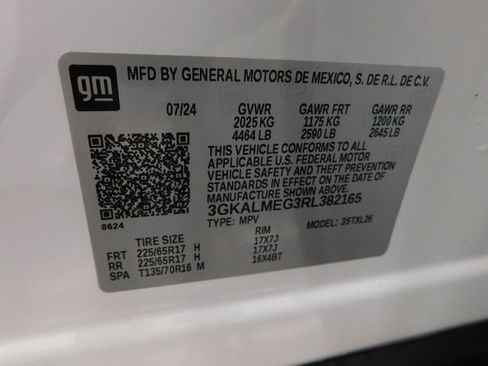 gm
MFD BY GENERAL MOTORS DE MEXICO, S. DE R.L. DE C.V.
07/24 GVWR GAWR FRT GAWR RR
2025 KG 1175 KG 1200 KG
4464 LB 2590 LB 2645 LB
THIS VEHICLE CONFORMS TO ALL
APPLICABLE U.S. FEDERAL MOTOR
VEHICLE SAFETY AND THEFT
PREVENTION STANDARDS IN EFFECT ON
THE DATE OF MANUFACTURE SHOWN ABOVE.
3GKALMEG3RL382165
8624 TYPE: MPV MODEL: 3STXL26
TIRE SIZE RIM
FRT 225/65R17 H 17X7J
RR 225/65R17 H 17X7J
SPA T135/70R16 M 16X4BT